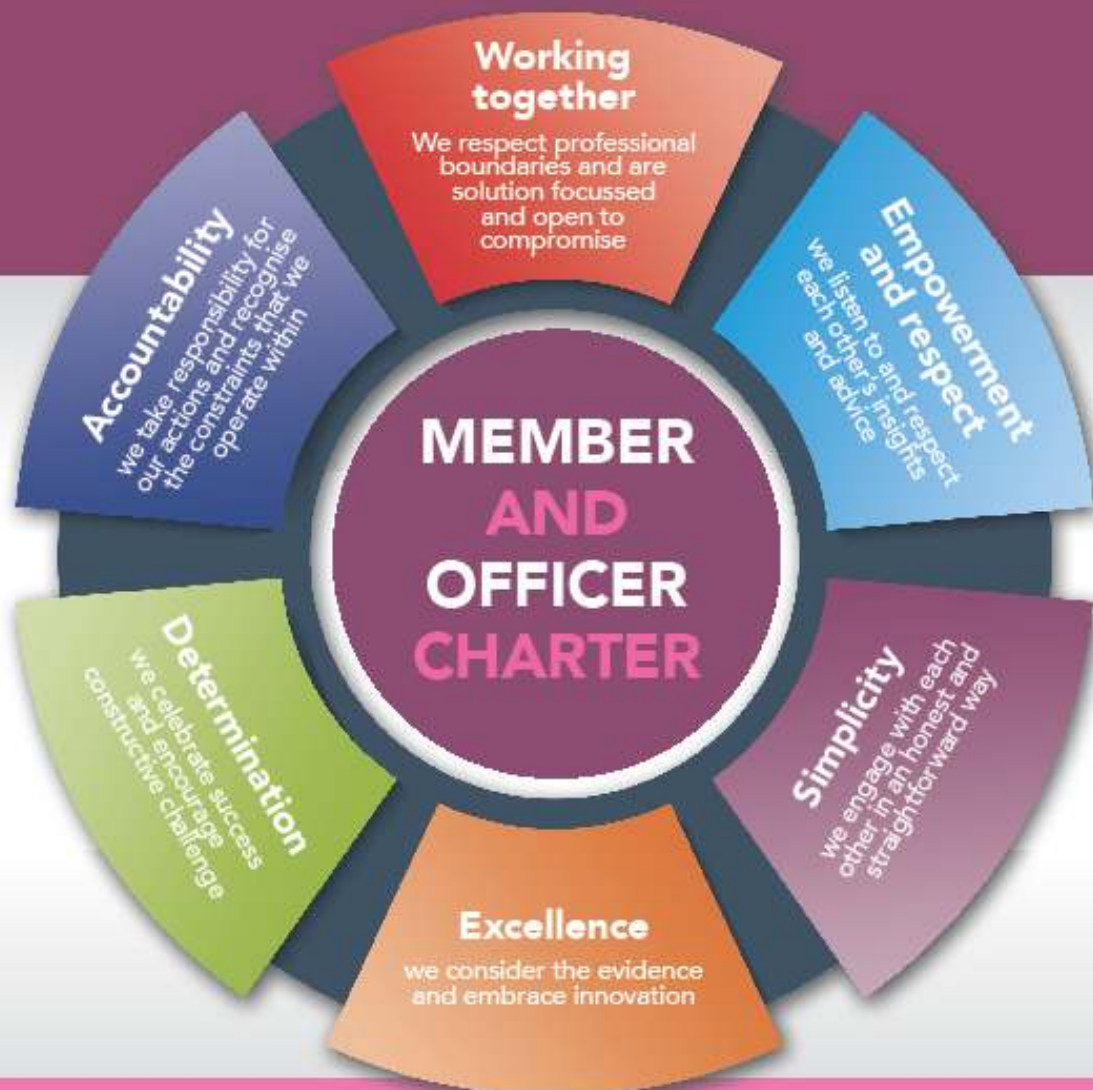 Working
together
We respect professional
boundaries and are
solution focussed
and open to
compromise
Empowerment
and respect
we listen to and respect
each other's insights
and advice
Simplicity
we engage with each
other in an honest and
straightforward way
Excellence
we consider the evidence
and embrace innovation
Determination
we celebrate success
and encourage
constructive challenge
Accountability
we take responsibility for
our actions and recognise
the constraints that we
operate within
MEMBER
AND
OFFICER
CHARTER